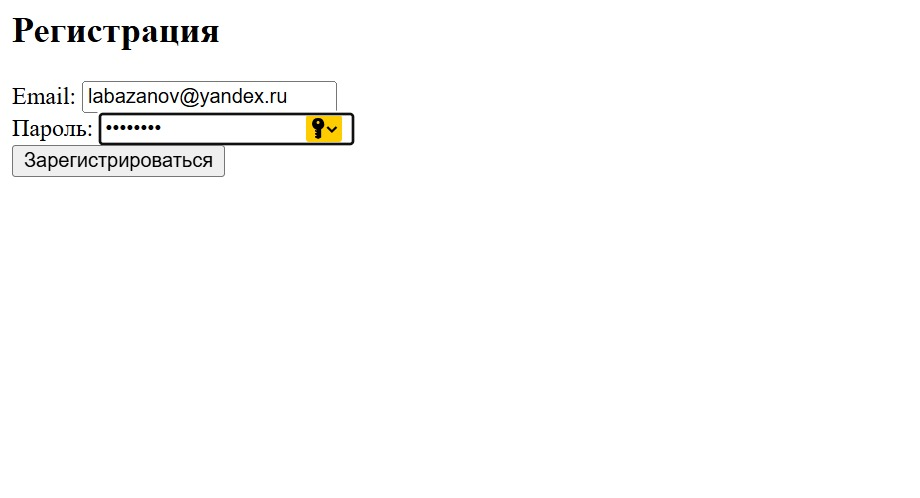 Регистрация
Email: labazanov@yandex.ru
Пароль: ••••••••
Зарегистрироваться